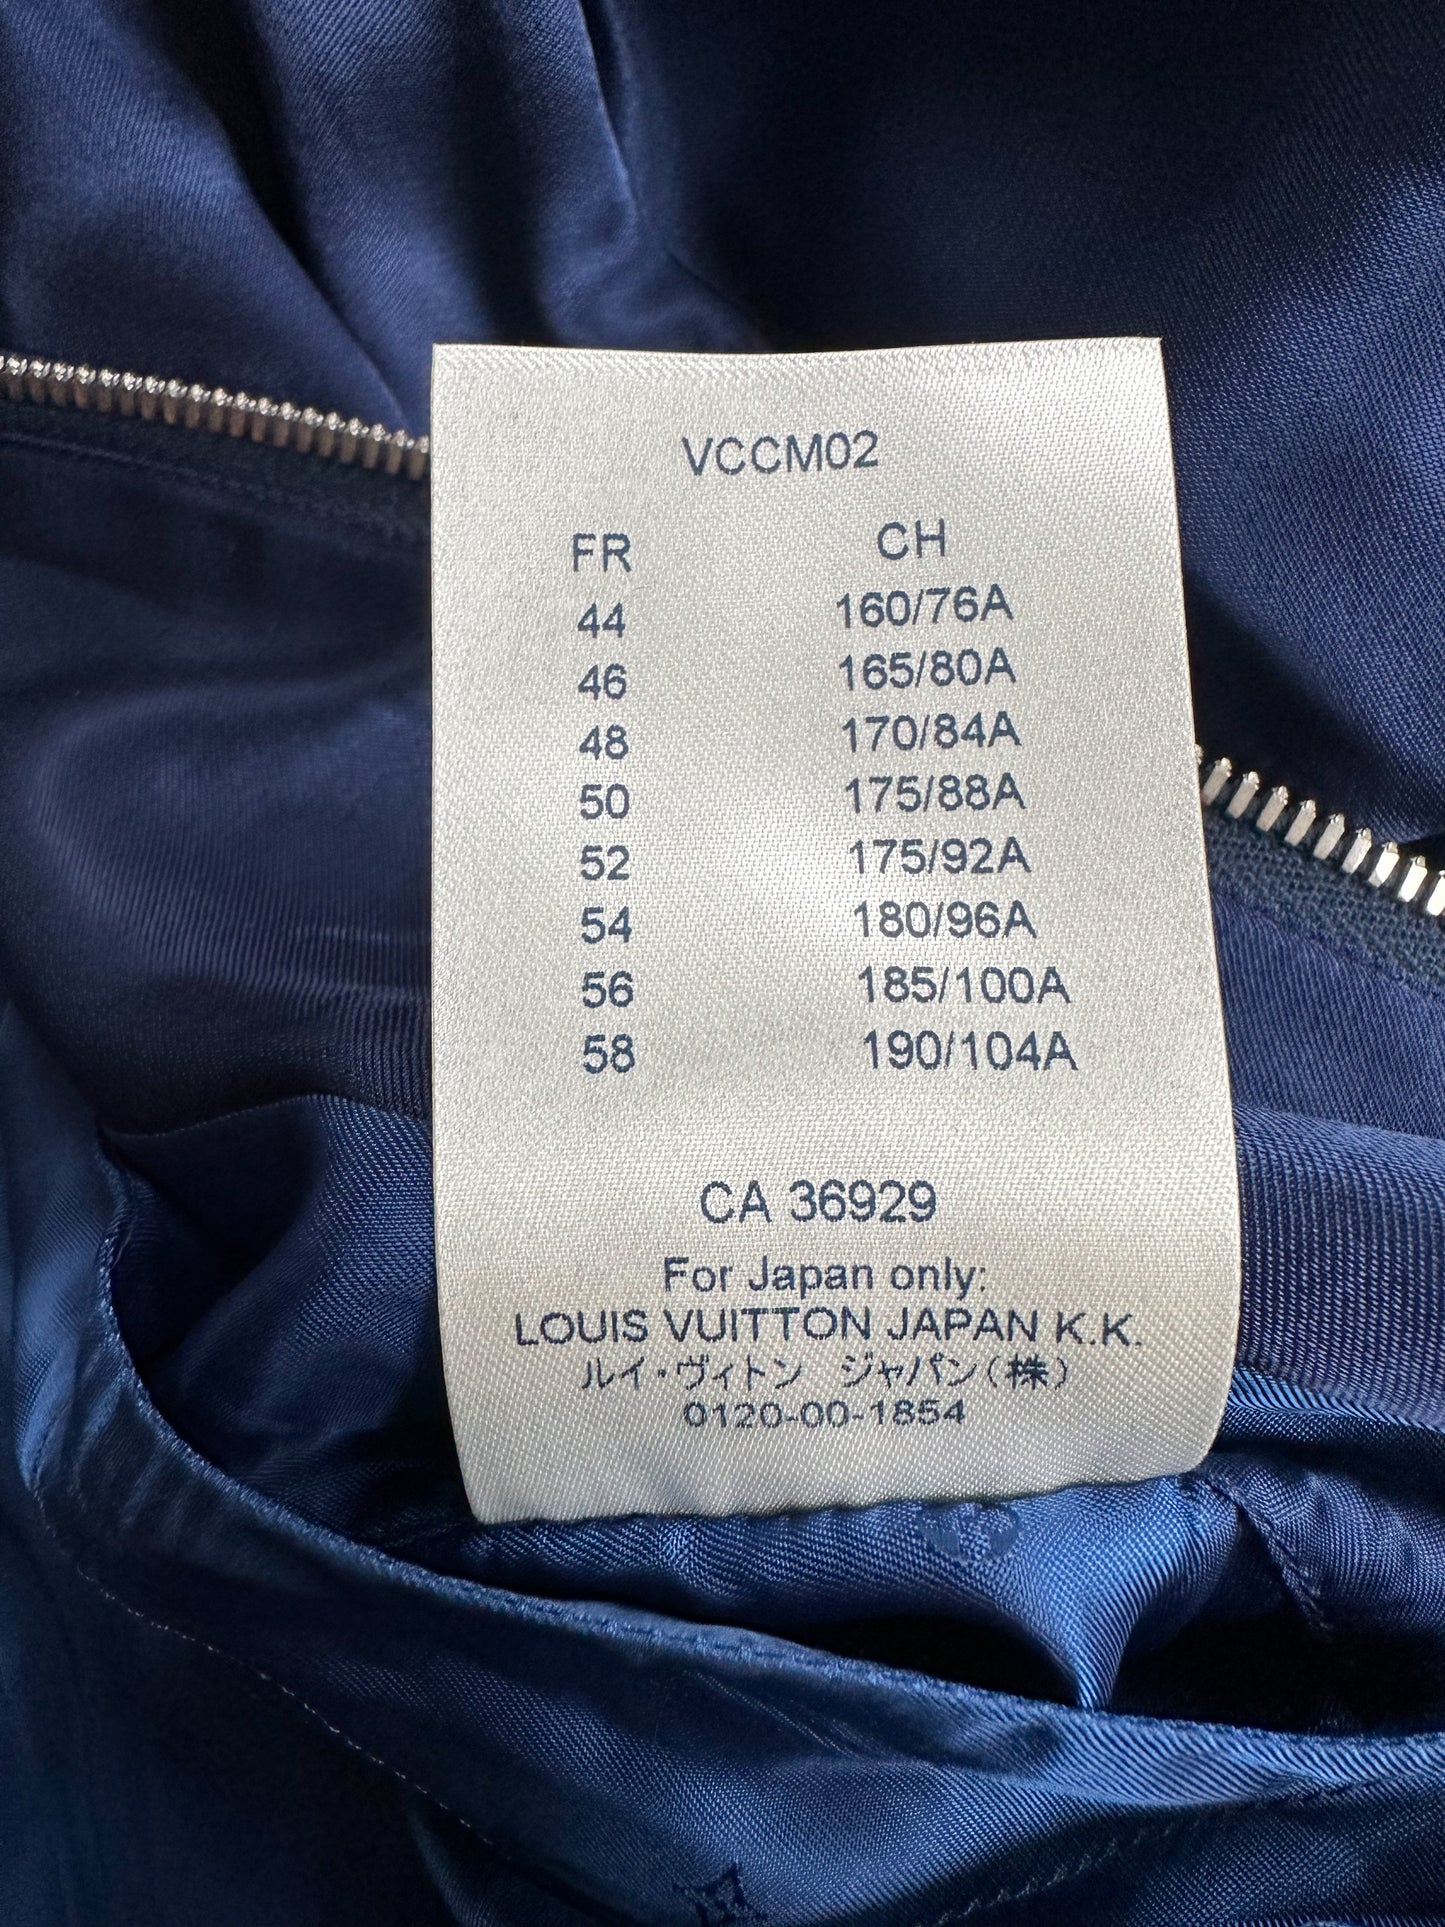 VCCM02
FR CH
44 160/76A
46 165/80A
48 170/84A
50 175/88A
52 175/92A
54 180/96A
56 185/100A
58 190/104A
CA 36929
For Japan only:
LOUIS VUITTON JAPAN K.K.
ルイ・ヴィトン ジャパン(株)
0120-00-1854